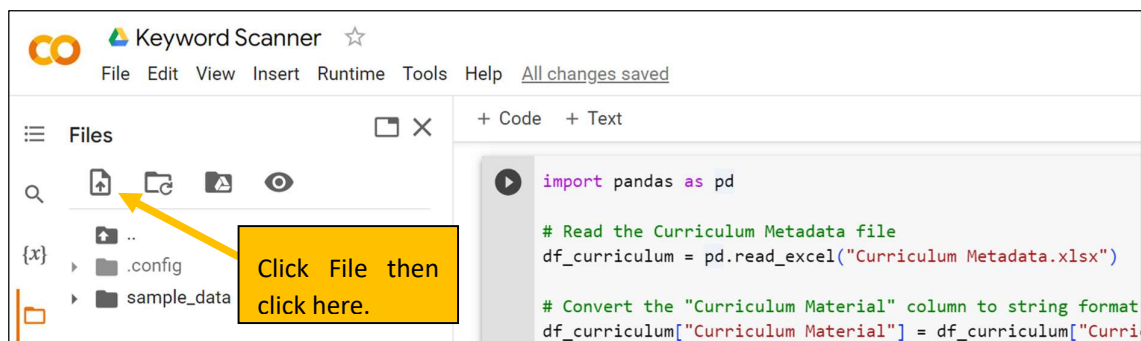 Keyword Scanner
File Edit View Insert Runtime Tools Help All changes saved
Files
+ Code + Text
..
.config
sample_data
{x}
Click File then
click here.
import pandas as pd
# Read the Curriculum Metadata file
df_curriculum = pd.read_excel("Curriculum Metadata.xlsx")
# Convert the "Curriculum Material" column to string format
df_curriculum["Curriculum Material"] = df_curriculum["Curri